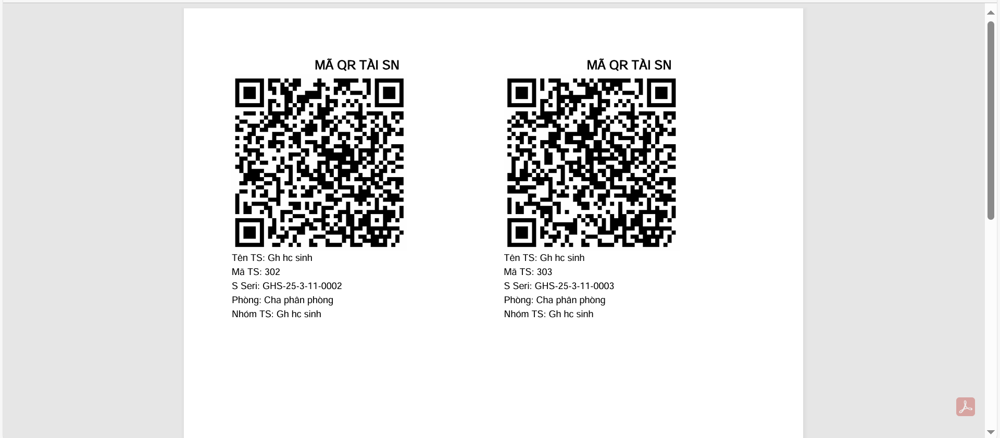 MÃ QR TÀI SN
Tên TS: Gh hc sinh
Mã TS: 302
S Seri: GHS-25-3-11-0002
Phòng: Cha phân phòng
Nhóm TS: Gh hc sinh
MÃ QR TÀI SN
Tên TS: Gh hc sinh
Mã TS: 303
S Seri: GHS-25-3-11-0003
Phòng: Cha phân phòng
Nhóm TS: Gh hc sinh